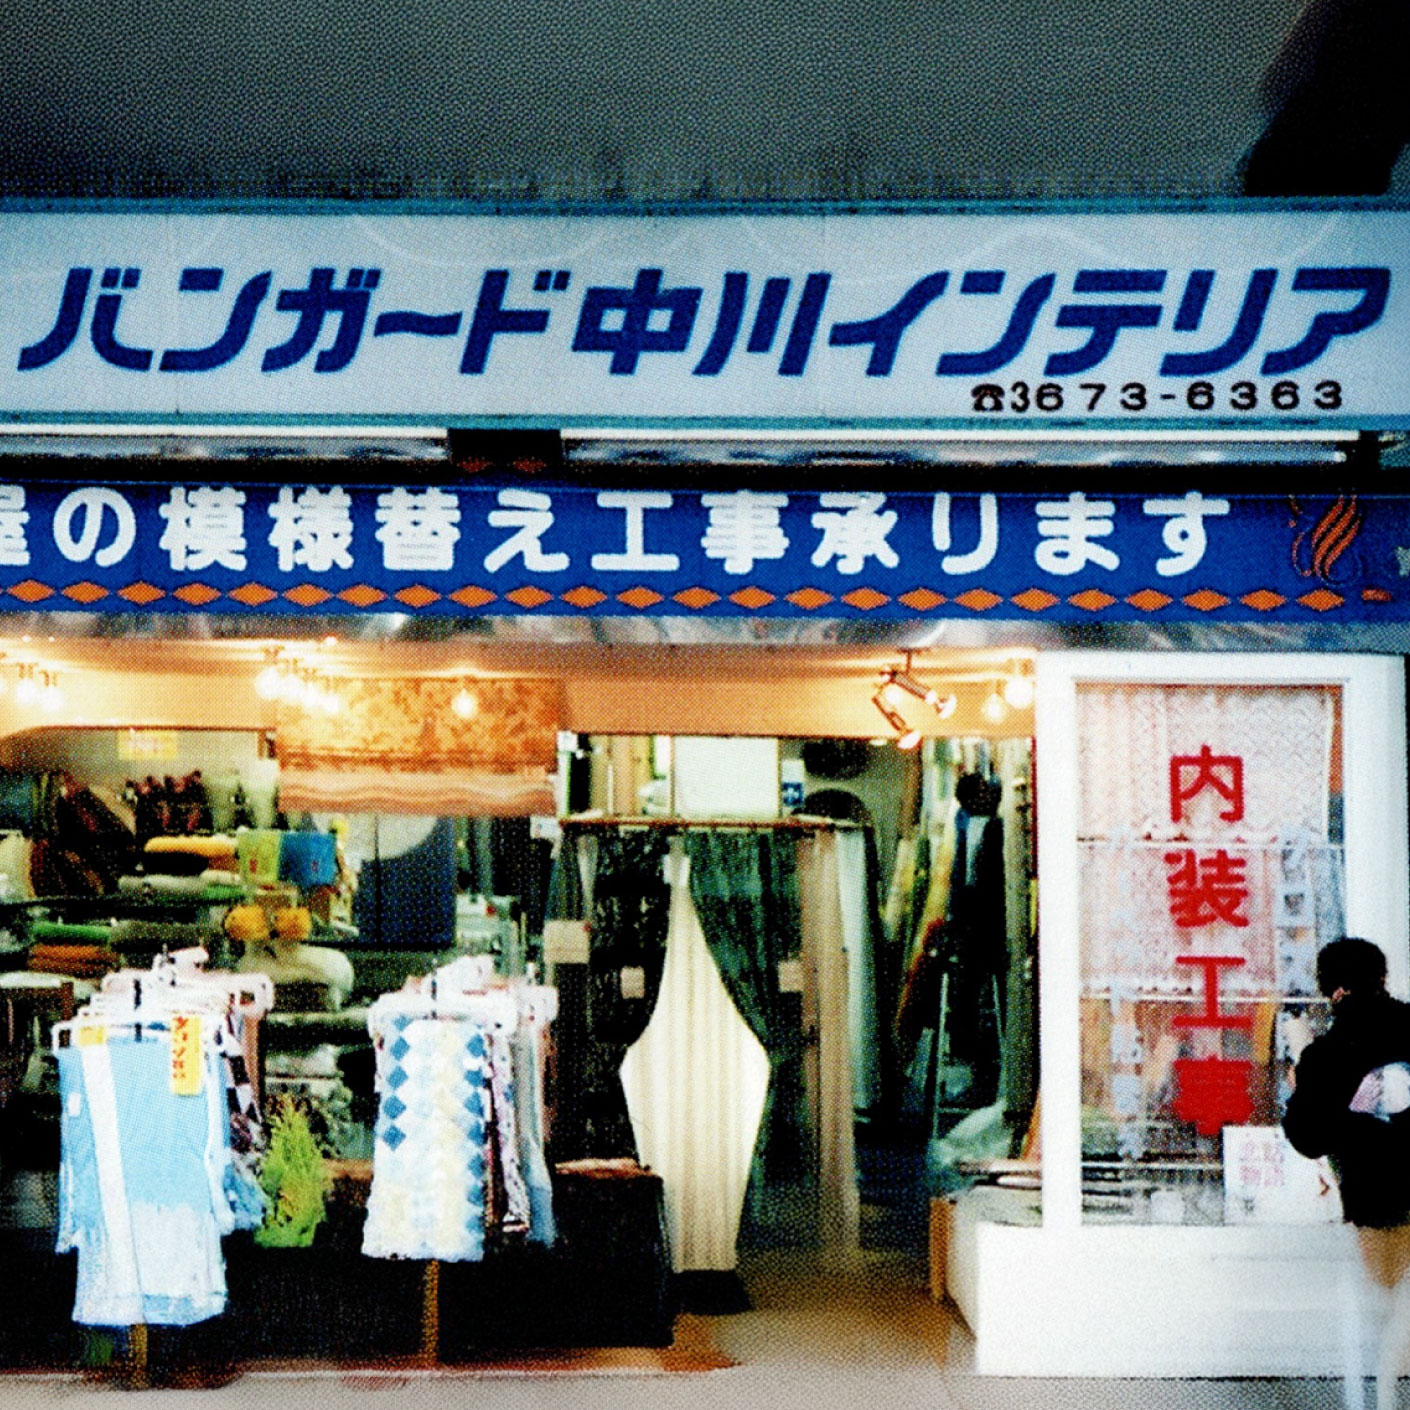 バンガード中川インテリア
☎3673-6363
屋の模様替え工事承ります
内装工事